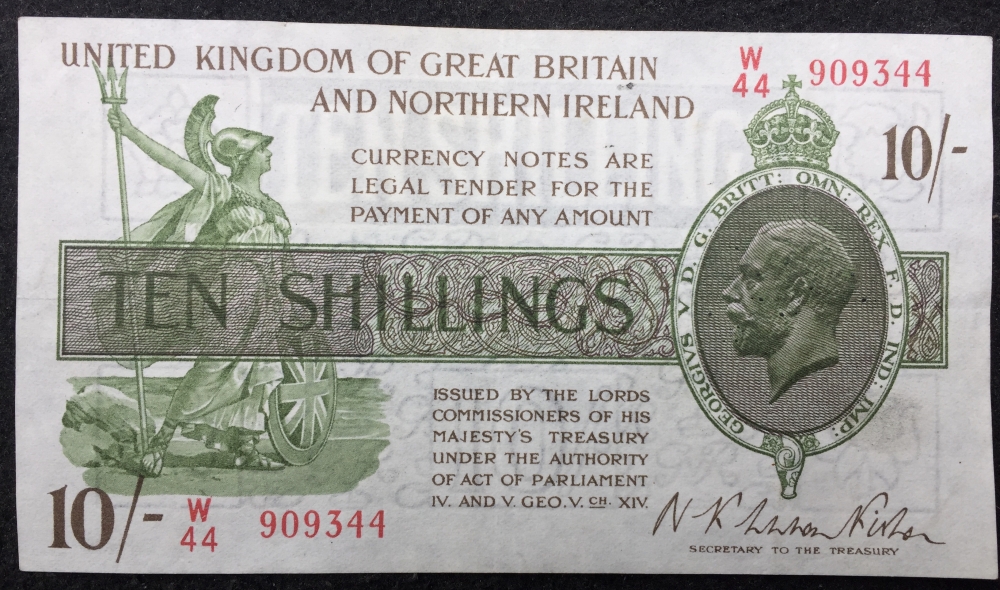 UNITED KINGDOM OF GREAT BRITAIN
AND NORTHERN IRELAND
W
44 909344
10/-
CURRENCY NOTES ARE
LEGAL TENDER FOR THE
PAYMENT OF ANY AMOUNT
GEORGIVS V D. G. BRITT: OMN: REX F. D. IND: IMP:
TEN SHILLINGS
ISSUED BY THE LORDS
COMMISSIONERS OF HIS
MAJESTY'S TREASURY
UNDER THE AUTHORITY
OF ACT OF PARLIAMENT
IV. AND V. GEO. V. CH. XIV.
10/-
W
44 909344
SECRETARY TO THE TREASURY